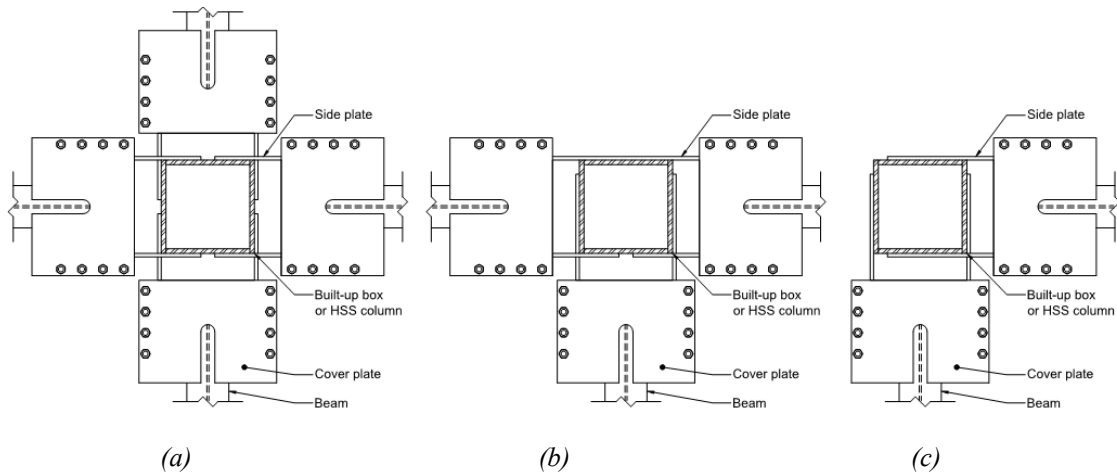 Side plate
Built-up box
or HSS column
Cover plate
Beam
(a)
Side plate
Built-up box
or HSS column
Cover plate
Beam
(b)
Side plate
Built-up box
or HSS column
Cover plate
Beam
(c)